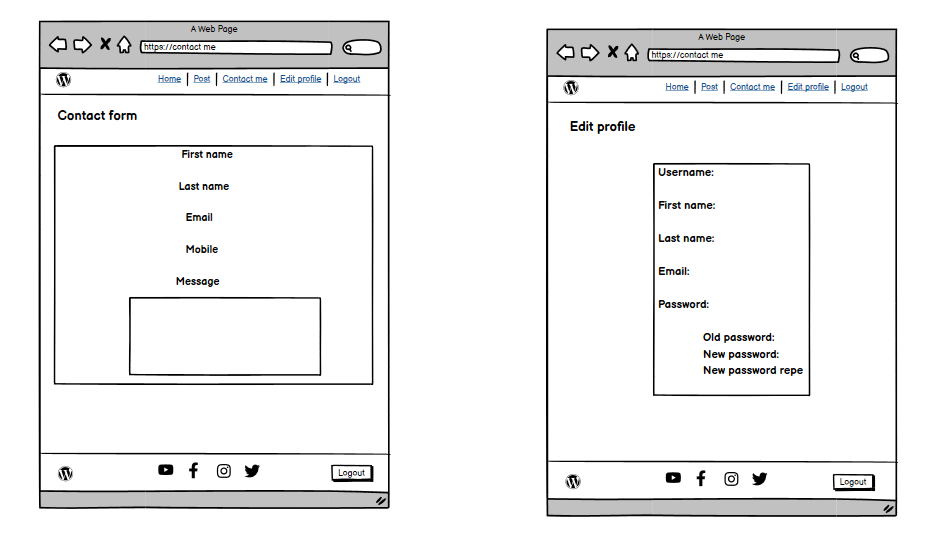 A Web Page
https://contact me
Home | Post | Contact me | Edit profile | Logout
Contact form
First name
Last name
Email
Mobile
Message
Logout
A Web Page
https://contact me
Home | Post | Contact me | Edit profile | Logout
Edit profile
Username:
First name:
Last name:
Email:
Password:
Old password:
New password:
New password repe
Logout